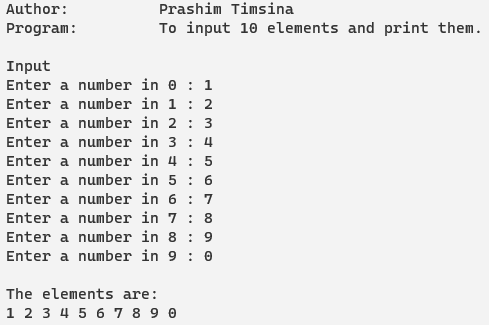 Author: Prashim Timsina
Program: To input 10 elements and print them.
Input
Enter a number in 0 : 1
Enter a number in 1 : 2
Enter a number in 2 : 3
Enter a number in 3 : 4
Enter a number in 4 : 5
Enter a number in 5 : 6
Enter a number in 6 : 7
Enter a number in 7 : 8
Enter a number in 8 : 9
Enter a number in 9 : 0
The elements are:
1 2 3 4 5 6 7 8 9 0